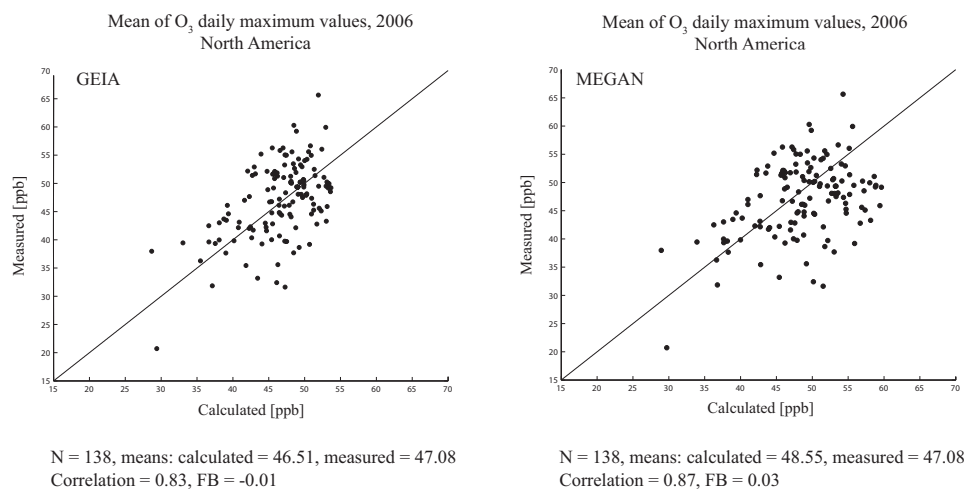 Mean of O3 daily maximum values, 2006
North America
GEIA
70
65
60
55
50
45
40
35
30
25
20
15
Measured [ppb]
15 20 25 30 35 40 45 50 55 60 65 70
Calculated [ppb]
N = 138, means: calculated = 46.51, measured = 47.08
Correlation = 0.83, FB = -0.01
Mean of O3 daily maximum values, 2006
North America
MEGAN
70
65
60
55
50
45
40
35
30
25
20
15
Measured [ppb]
15 20 25 30 35 40 45 50 55 60 65 70
Calculated [ppb]
N = 138, means: calculated = 48.55, measured = 47.08
Correlation = 0.87, FB = 0.03